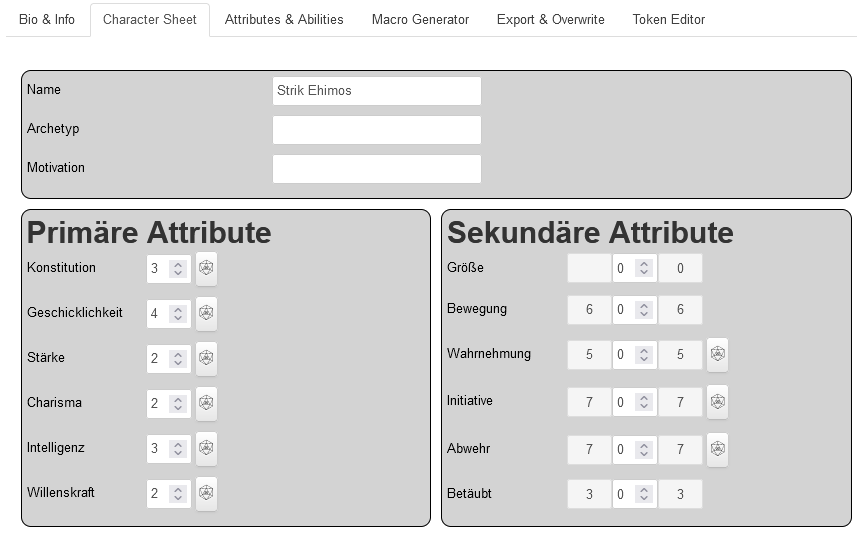 Bio & Info Character Sheet Attributes & Abilities Macro Generator Export & Overwrite Token Editor
Name Strik Ehimos
Archetyp
Motivation
Primäre Attribute
Konstitution 3
Geschicklichkeit 4
Stärke 2
Charisma 2
Intelligenz 3
Willenskraft 2
Sekundäre Attribute
Größe 0 0
Bewegung 6 0 6
Wahrnehmung 5 0 5
Initiative 7 0 7
Abwehr 7 0 7
Betäubt 3 0 3